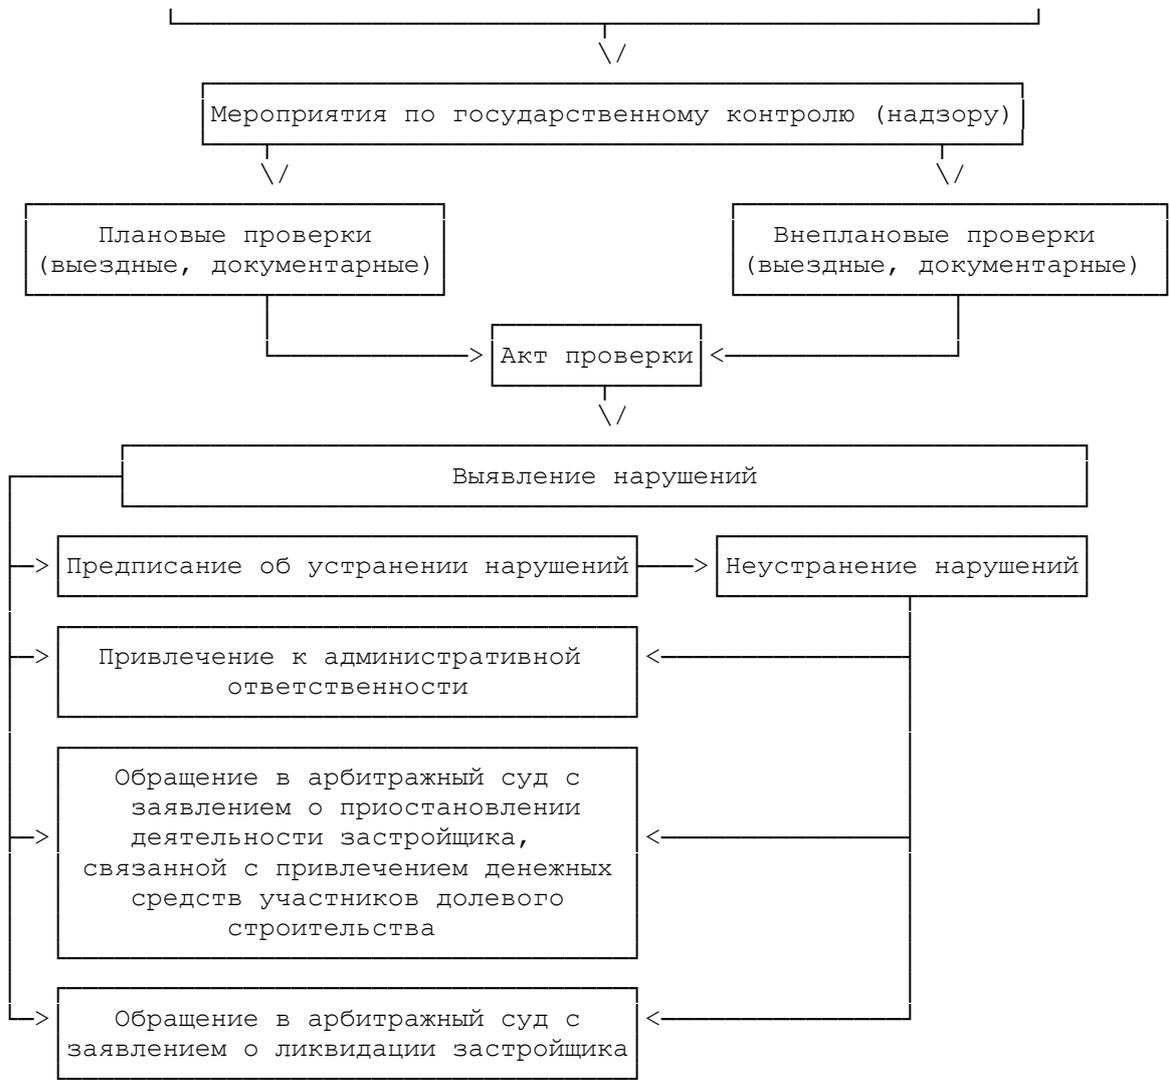 Мероприятия по государственному контролю (надзору)
Плановые проверки
(выездные, документарные)
Внеплановые проверки
(выездные, документарные)
Акт проверки
Выявление нарушений
Предписание об устранении нарушений
Неустранение нарушений
Привлечение к административной
ответственности
Обращение в арбитражный суд с
заявлением о приостановлении
деятельности застройщика,
связанной с привлечением денежных
средств участников долевого
строительства
Обращение в арбитражный суд с
заявлением о ликвидации застройщика